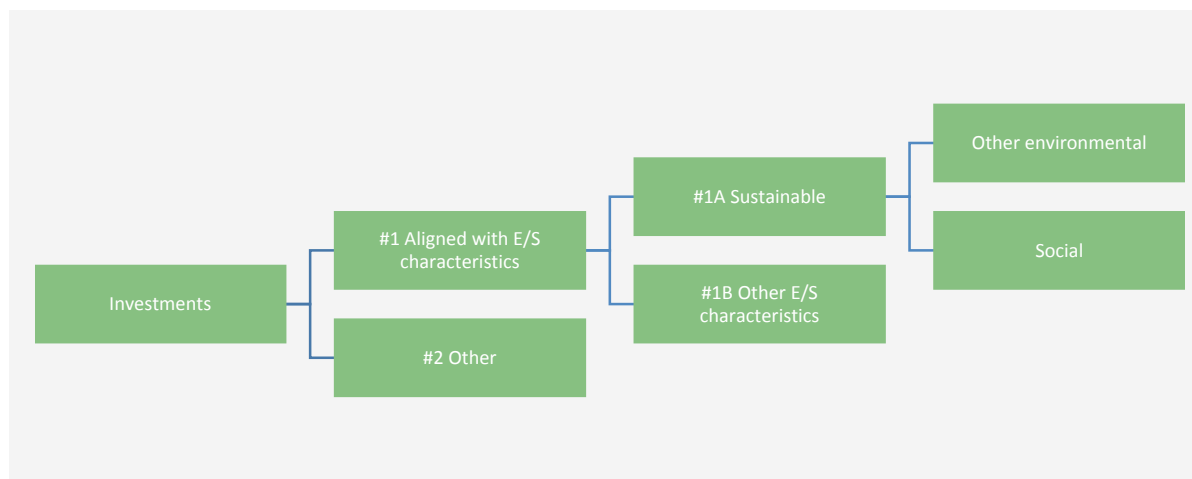 Investments
#1 Aligned with E/S
characteristics
#2 Other
#1A Sustainable
#1B Other E/S
characteristics
Other environmental
Social